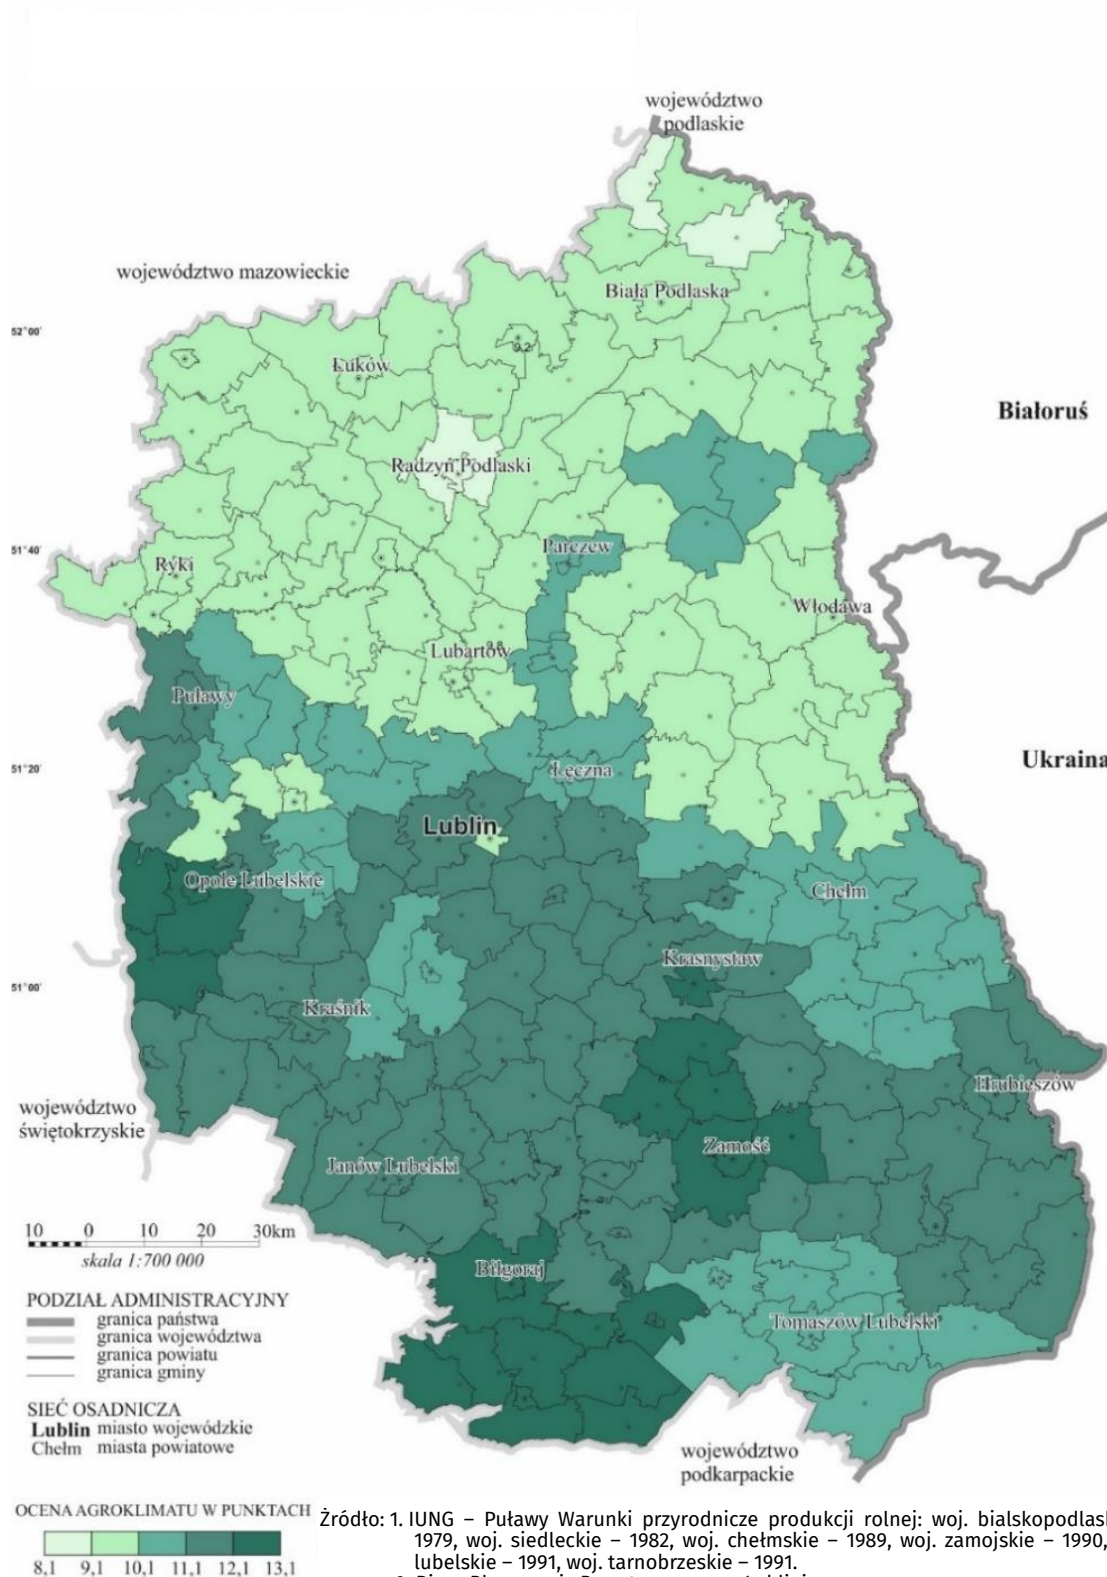 województwo
podlaskie
województwo mazowieckie
Biała Podlaska
52°00'
9,2
Łuków
Białoruś
Radzyń Podlaski
51°40'
Parczew
Ryki
Włodawa
Lubartów
Puławy
Ukraina
51°20'
Łęczna
Lublin
Opole Lubelskie
Chełm
Krasnystaw
51°00'
Kraśnik
Hrubieszów
województwo
świętokrzyskie
Zamość
Janów Lubelski
10 0 10 20 30km
skala 1:700 000
Biłgoraj
PODZIAŁ ADMINISTRACYJNY
granica państwa
granica województwa
granica powiatu
granica gminy
Tomaszów Lubelski
SIEĆ OSADNICZA
Lublin miasto wojewódzkie
Chełm miasta powiatowe
województwo
podkarpackie
OCENA AGROKLIMATU W PUNKTACH
8,1 9,1 10,1 11,1 12,1 13,1
Źródło: 1. IUNG – Puławy Warunki przyrodnicze produkcji rolnej: woj. bialskopodlask
1979, woj. siedleckie – 1982, woj. chełmskie – 1989, woj. zamojskie – 1990,
lubelskie – 1991, woj. tarnobrzeskie – 1991.